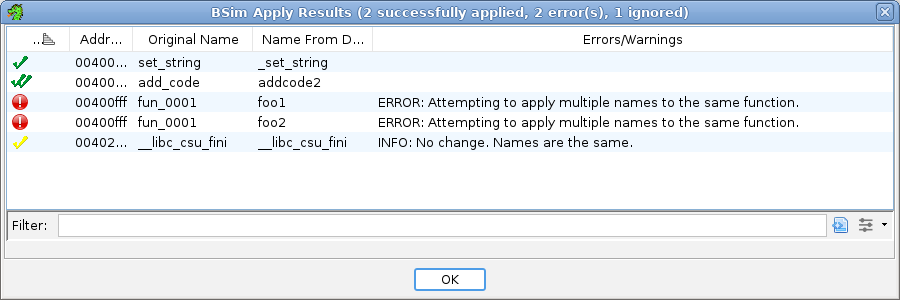 BSim Apply Results (2 successfully applied, 2 error(s), 1 ignored)
.. Addr... Original Name Name From D... Errors/Warnings
00400... set_string _set_string
00400... add_code addcode2
00400fff fun_0001 foo1 ERROR: Attempting to apply multiple names to the same function.
00400fff fun_0001 foo2 ERROR: Attempting to apply multiple names to the same function.
00402... __libc_csu_fini __libc_csu_fini INFO: No change. Names are the same.
Filter:
OK